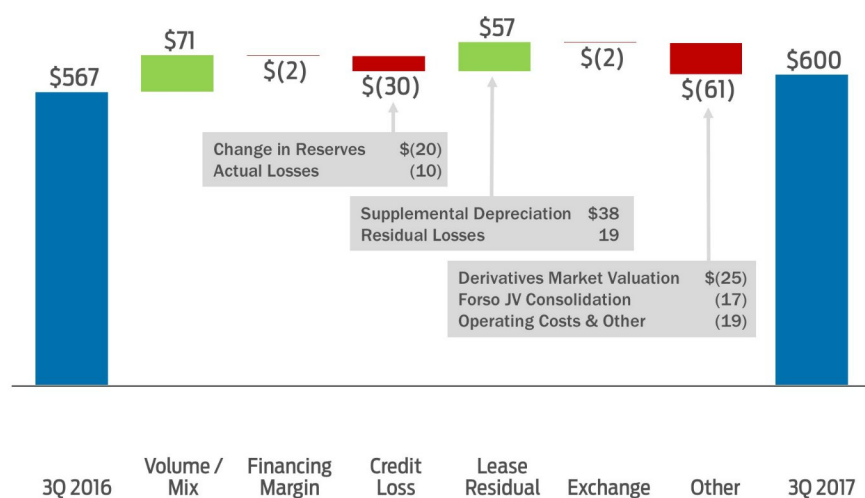 $567
$71
$(2)
$(30)
$57
$(2)
$(61)
$600
Change in Reserves $(20)
Actual Losses (10)
Supplemental Depreciation $38
Residual Losses 19
Derivatives Market Valuation $(25)
Forso JV Consolidation (17)
Operating Costs & Other (19)
3Q 2016
Volume /
Mix
Financing
Margin
Credit
Loss
Lease
Residual
Exchange
Other
3Q 2017